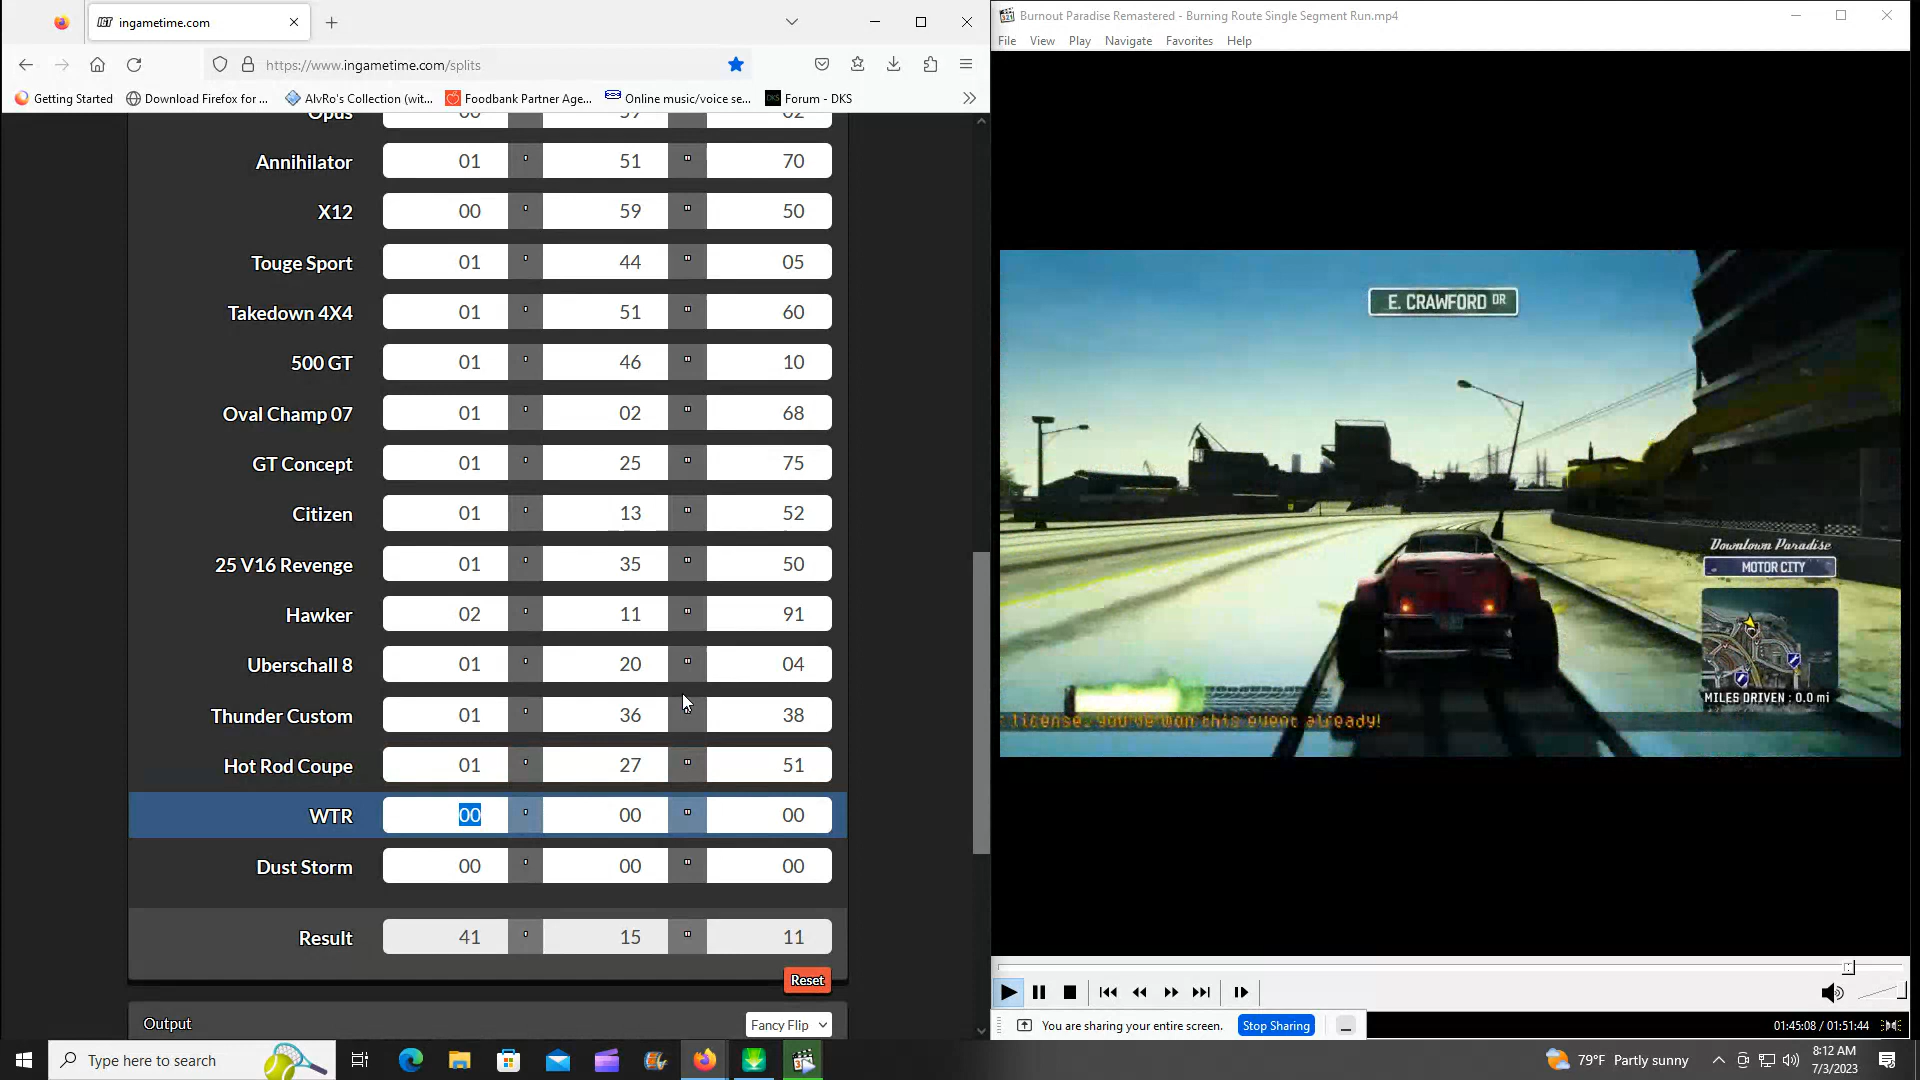 ingametime.com
https://www.ingametime.com/splits
Getting Started
Download Firefox for ...
AlvRo's Collection (wit...
Foodbank Partner Age...
Online music/voice se...
Forum - DKS
Opus 00 ' 59 " 02
Annihilator 01 ' 51 " 70
X12 00 ' 59 " 50
Touge Sport 01 ' 44 " 05
Takedown 4X4 01 ' 51 " 60
500 GT 01 ' 46 " 10
Oval Champ 07 01 ' 02 " 68
GT Concept 01 ' 25 " 75
Citizen 01 ' 13 " 52
25 V16 Revenge 01 ' 35 " 50
Hawker 02 ' 11 " 91
Uberschall 8 01 ' 20 " 04
Thunder Custom 01 ' 36 " 38
Hot Rod Coupe 01 ' 27 " 51
WTR 00 ' 00 " 00
Dust Storm 00 ' 00 " 00
Result 41 ' 15 " 11
Reset
Output
Fancy Flip
Burnout Paradise Remastered - Burning Route Single Segment Run.mp4
File View Play Navigate Favorites Help
E. CRAWFORD DR
Downtown Paradise
MOTOR CITY
MILES DRIVEN : 0.0 mi
license, you've won this event already!
You are sharing your entire screen.
Stop Sharing
01:45:08 / 01:51:44
Type here to search
79°F Partly sunny
8:12 AM
7/3/2023